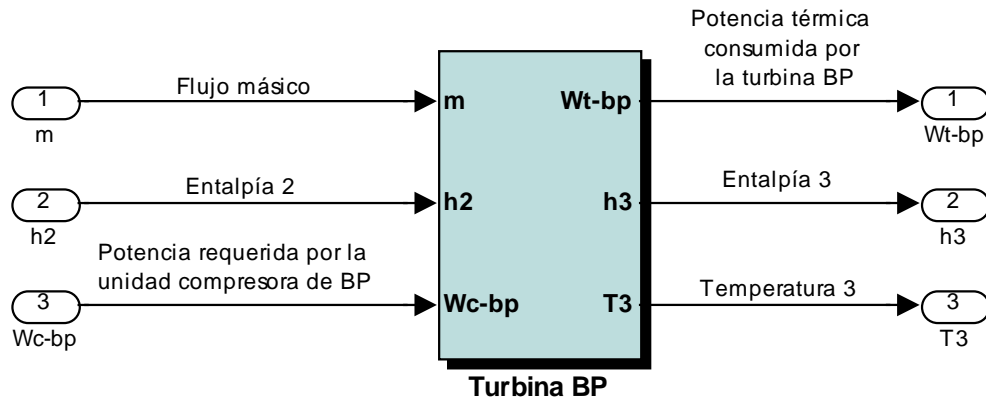 Potencia térmica
consumida por
la turbina BP
1
Flujo másico
m
Wt-bp
1
m
Wt-bp
2
Entalpía 2
h2
h3
Entalpía 3
2
h2
h3
Potencia requerida por la
unidad compresora de BP
3
Wc-bp
T3
Temperatura 3
3
Wc-bp
T3
Turbina BP